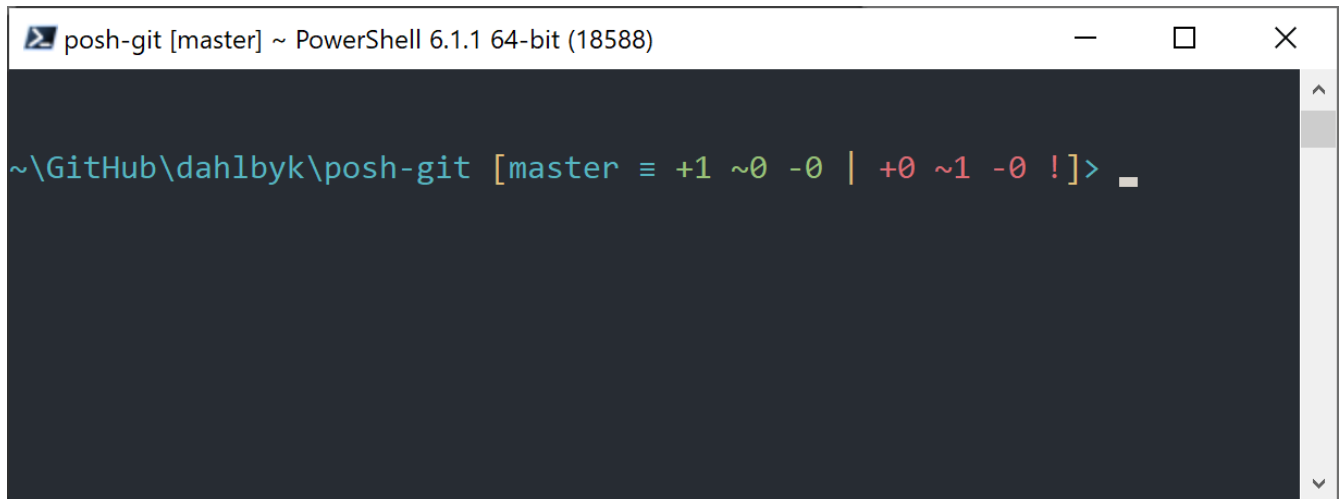 posh-git [master] ~ PowerShell 6.1.1 64-bit (18588)
~\GitHub\dahlbyk\posh-git [master ≡ +1 ~0 -0 | +0 ~1 -0 !]>